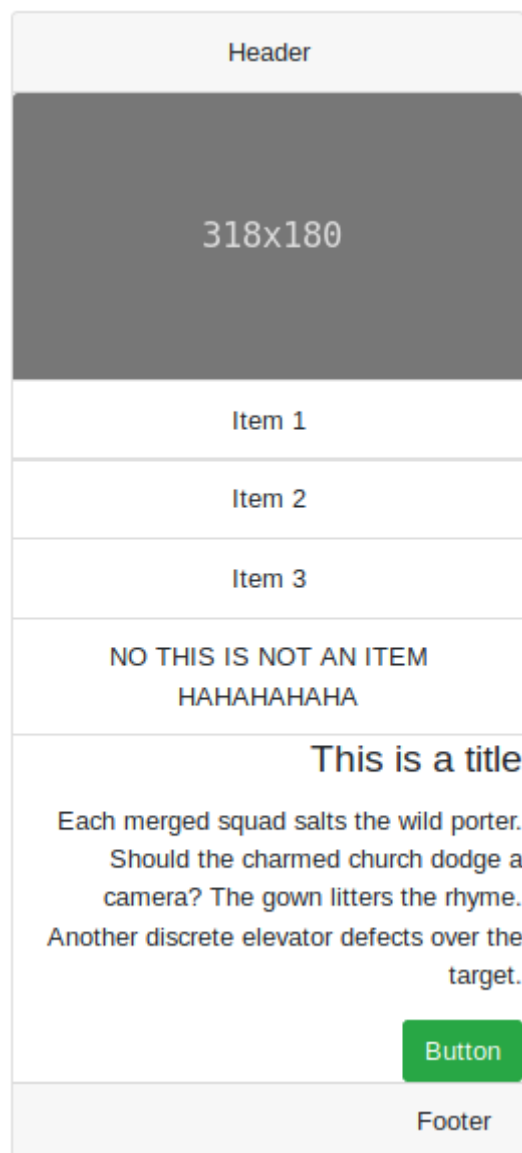 Header
318x180
Item 1
Item 2
Item 3
NO THIS IS NOT AN ITEM
HAHAHAHAHA
This is a title
Each merged squad salts the wild porter.
Should the charmed church dodge a
camera? The gown litters the rhyme.
Another discrete elevator defects over the
target.
Button
Footer